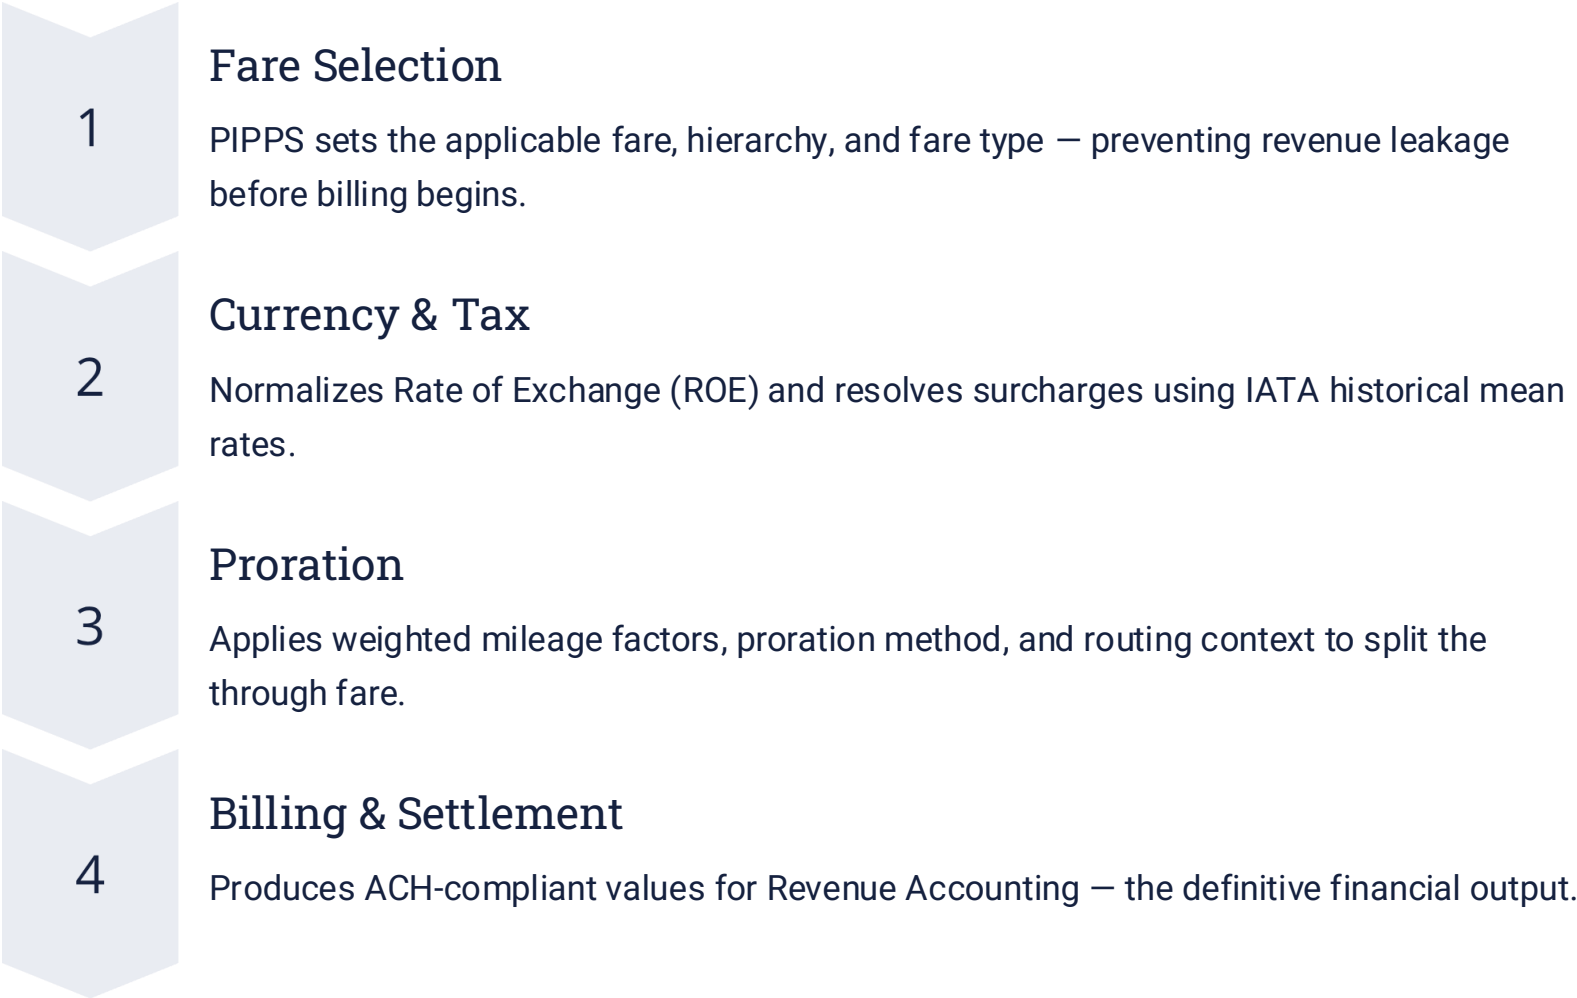 1
Fare Selection
PIPPS sets the applicable fare, hierarchy, and fare type — preventing revenue leakage
before billing begins.
2
Currency & Tax
Normalizes Rate of Exchange (ROE) and resolves surcharges using IATA historical mean
rates.
3
Proration
Applies weighted mileage factors, proration method, and routing context to split the
through fare.
4
Billing & Settlement
Produces ACH-compliant values for Revenue Accounting — the definitive financial output.